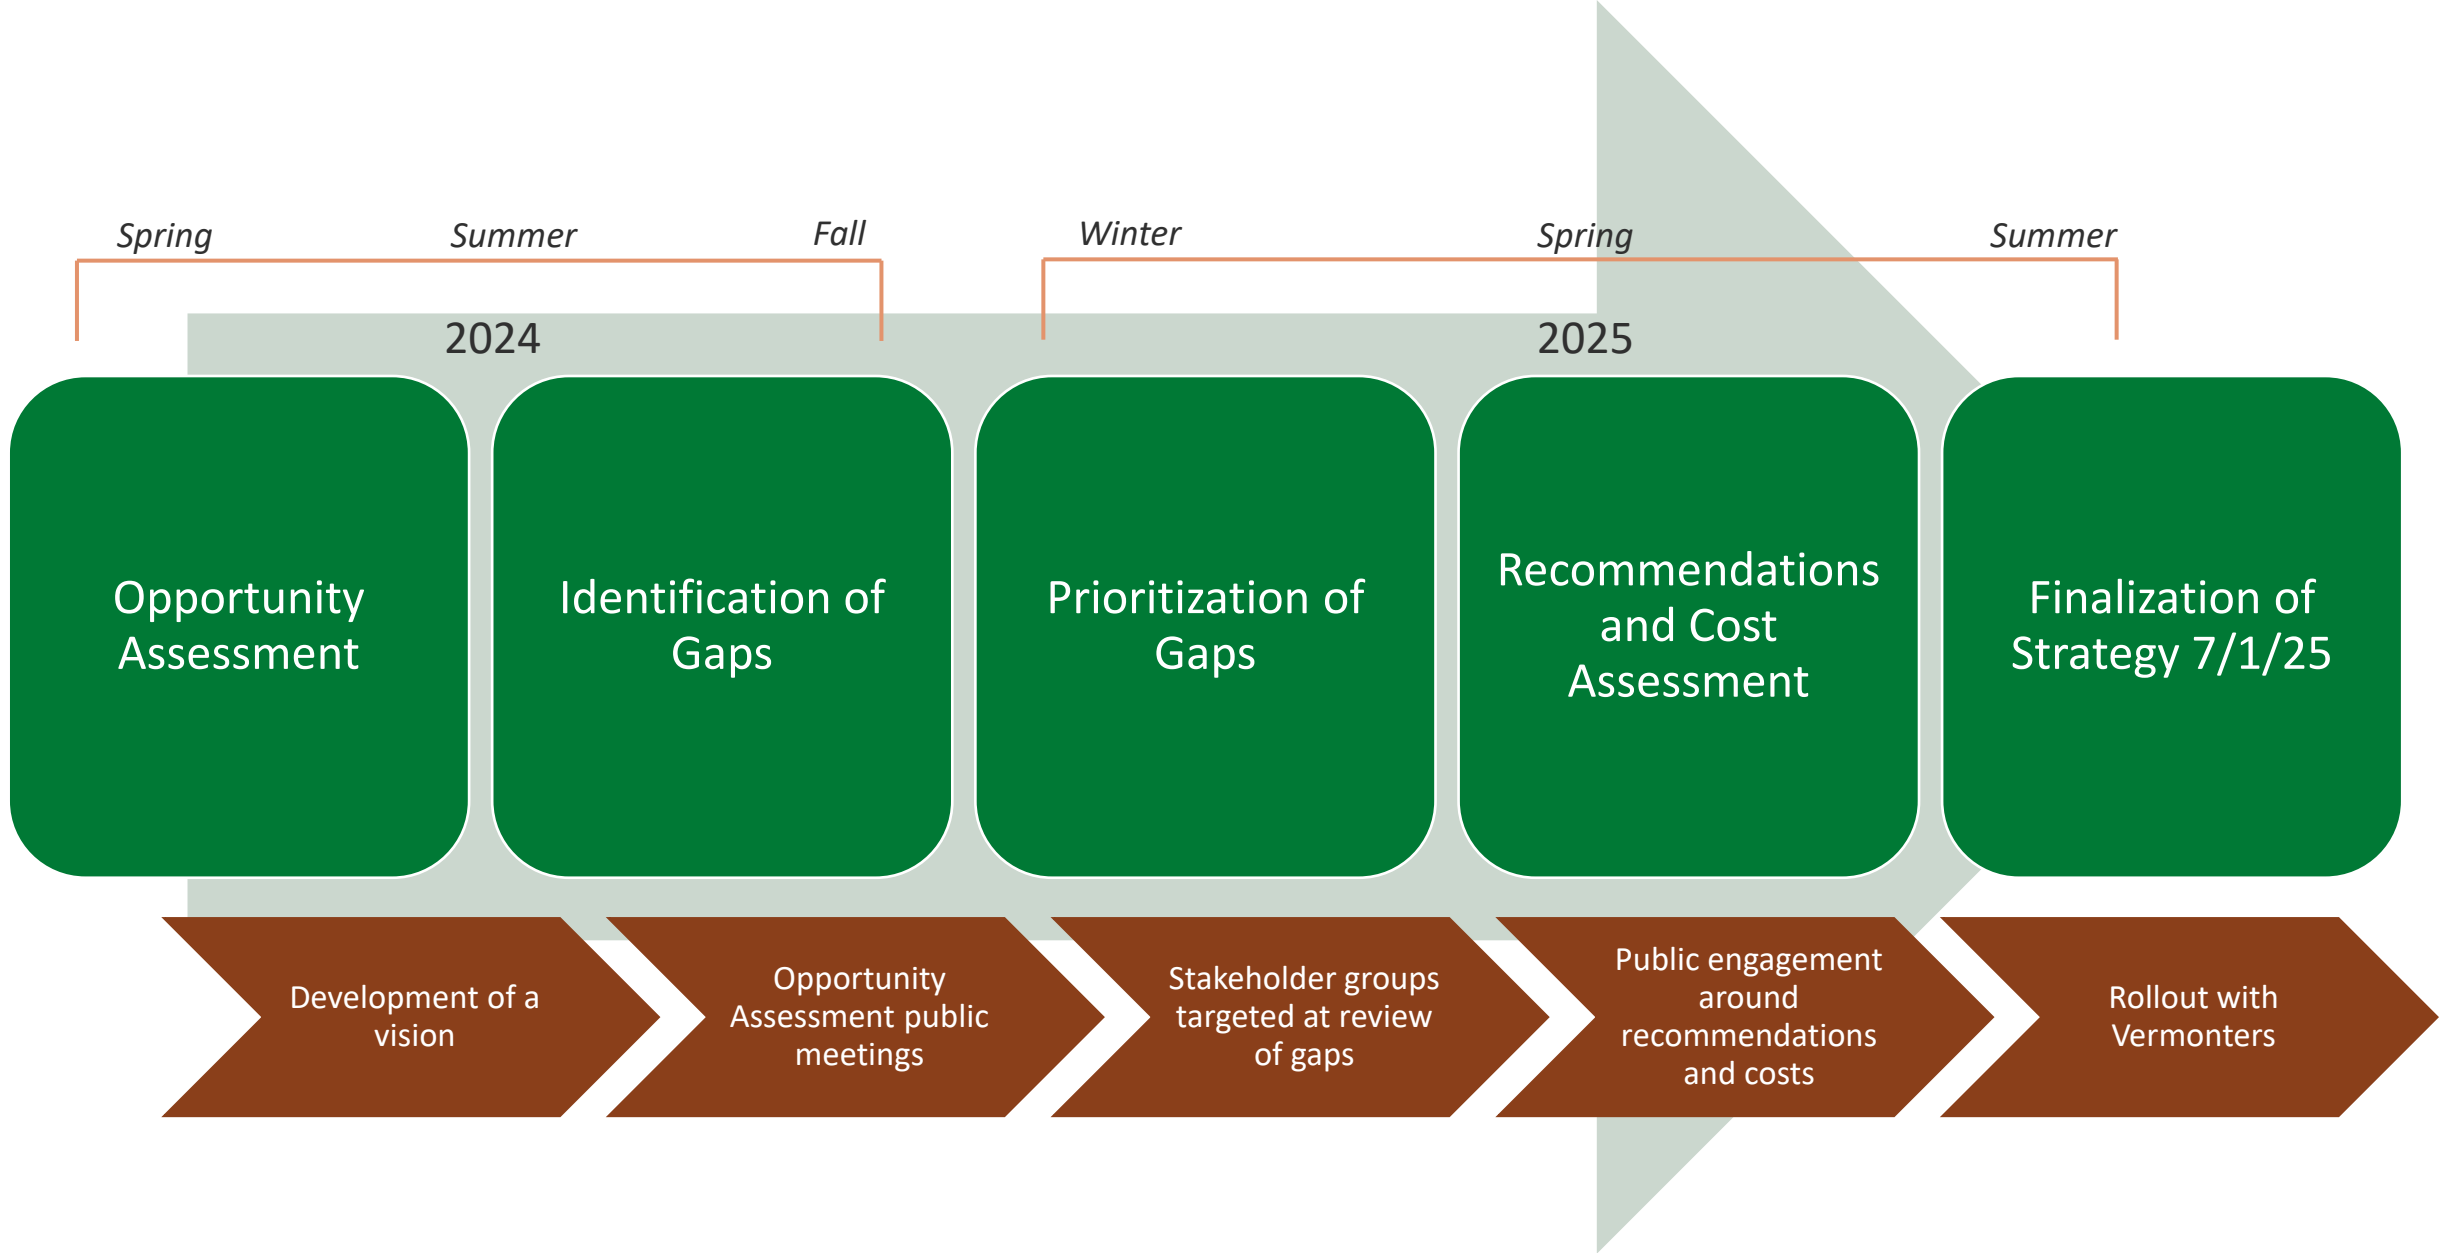 Spring
Summer
Fall
Winter
Spring
Summer
2024
2025
Opportunity
Assessment
Identification of
Gaps
Prioritization of
Gaps
Recommendations
and Cost
Assessment
Finalization of
Strategy 7/1/25
Development of a
vision
Opportunity
Assessment public
meetings
Stakeholder groups
targeted at review
of gaps
Public engagement
around
recommendations
and costs
Rollout with
Vermonters